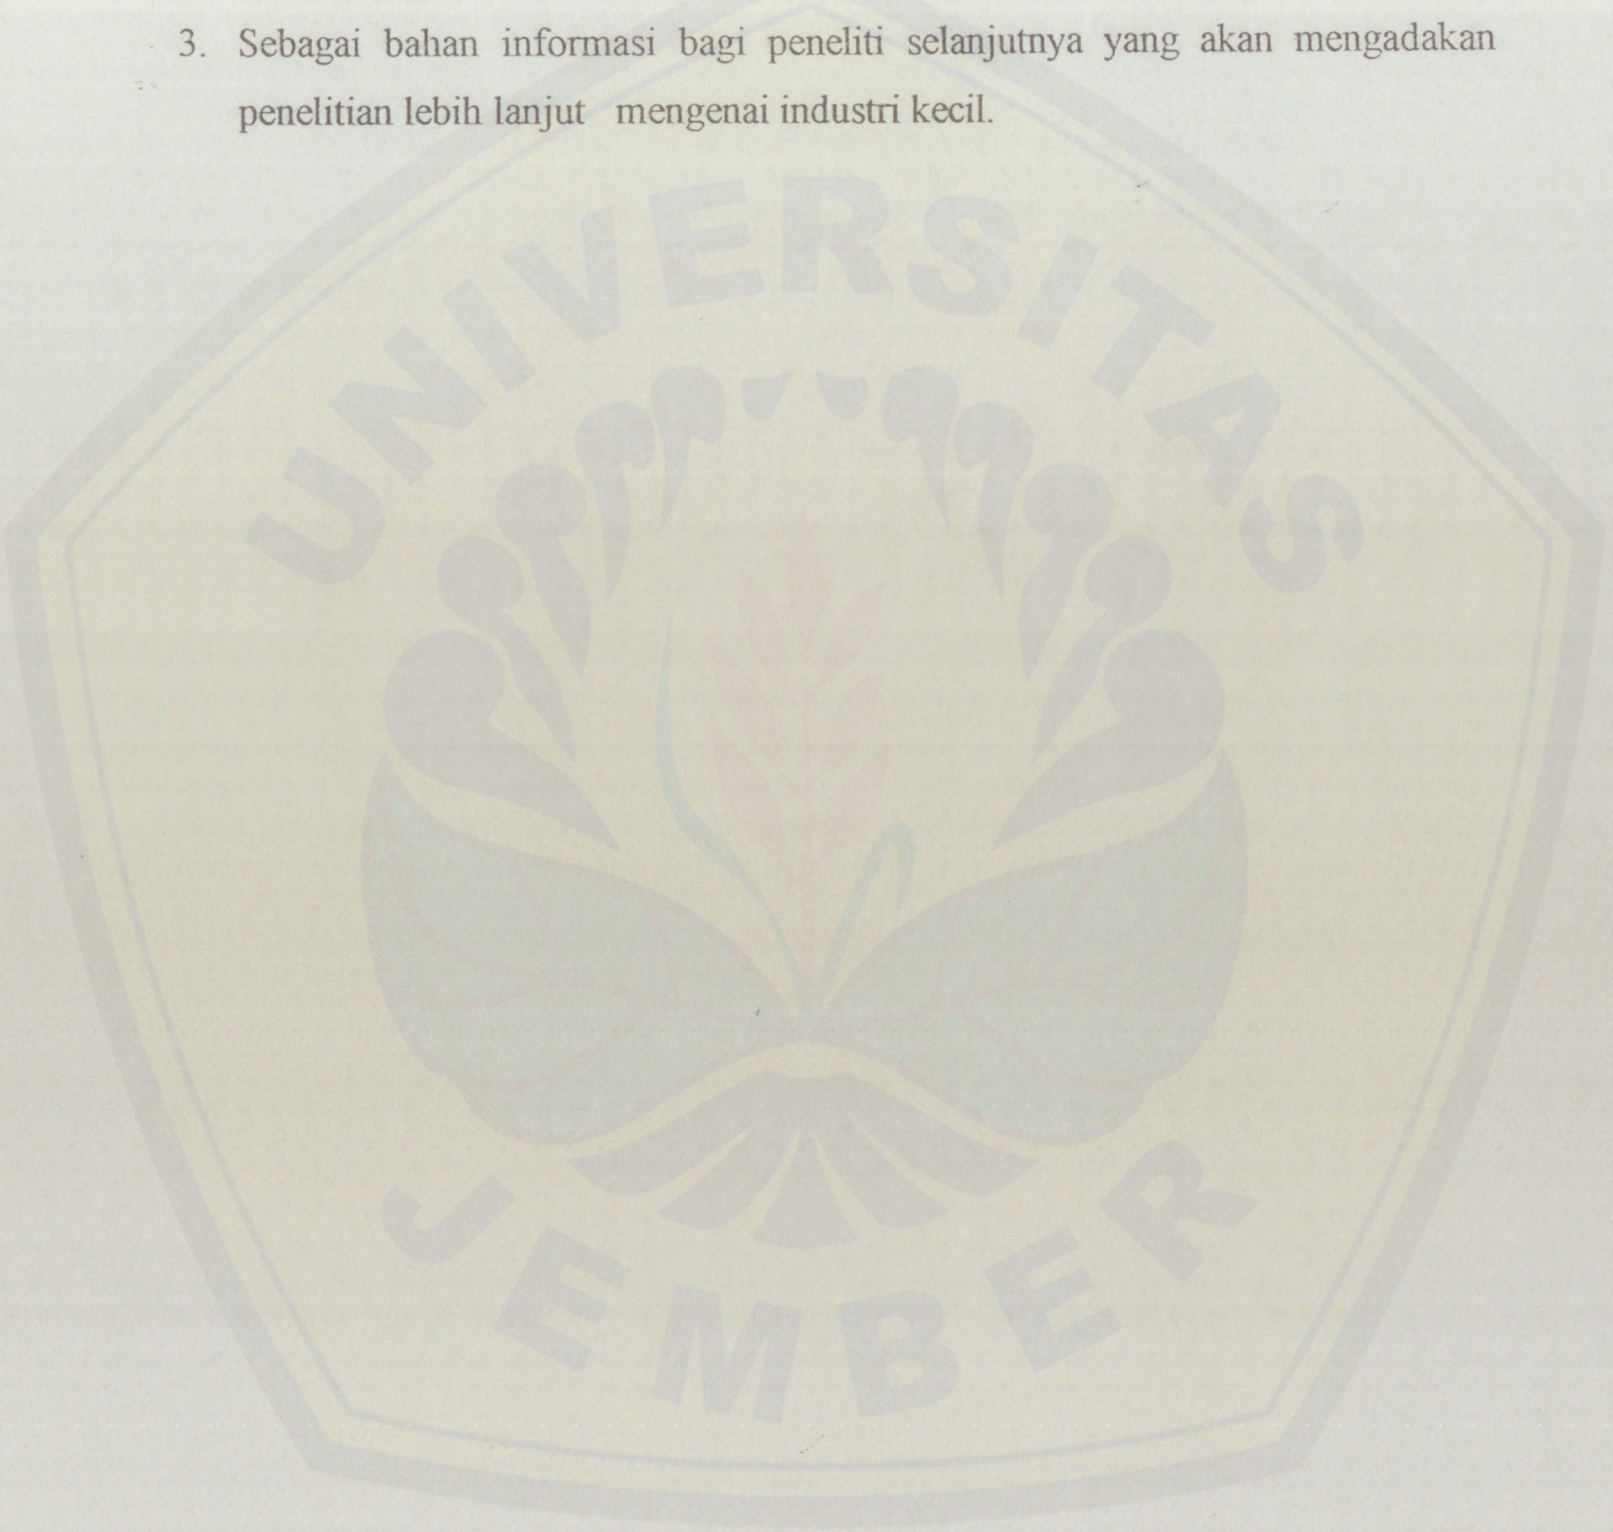 3. Sebagai bahan informasi bagi peneliti selanjutnya yang akan mengadakan
penelitian lebih lanjut mengenai industri kecil.
UNIVERSITAS
JEMBER